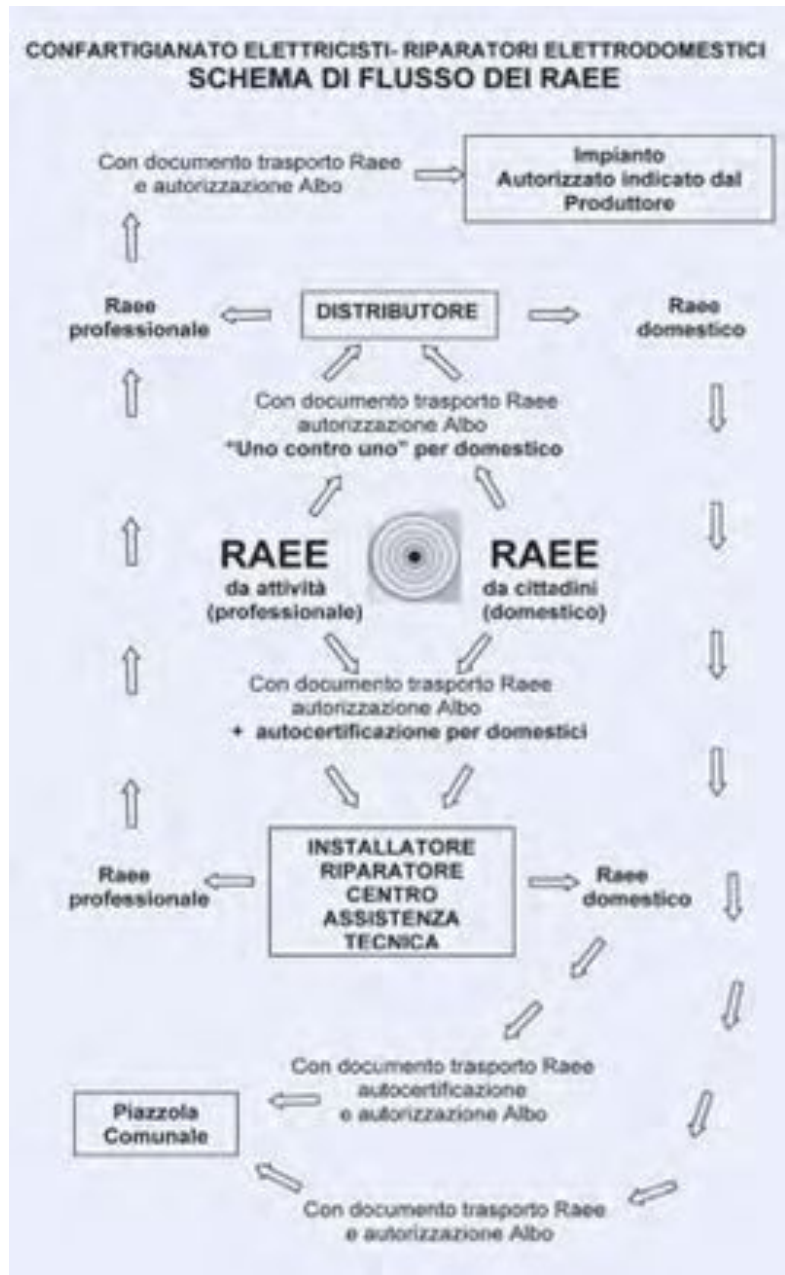 CONFARTIGIANATO ELETTRICISTI- RIPARATORI ELETTRODOMESTICI
SCHEMA DI FLUSSO DEI RAEE
Con documento trasporto Raee
e autorizzazione Albo
Impianto
Autorizzato indicato dal
Produttore
Raee
professionale
DISTRIBUTORE
Raee
domestico
Con documento trasporto Raee
autorizzazione Albo
"Uno contro uno" per domestico
RAEE
da attività
(professionale)
RAEE
da cittadini
(domestico)
Con documento trasporto Raee
autorizzazione Albo
+ autocertificazione per domestici
Raee
professionale
INSTALLATORE
RIPARATORE
CENTRO
ASSISTENZA
TECNICA
Raee
domestico
Con documento trasporto Raee
autocertificazione
e autorizzazione Albo
Piazzola
Comunale
Con documento trasporto Raee
e autorizzazione Albo